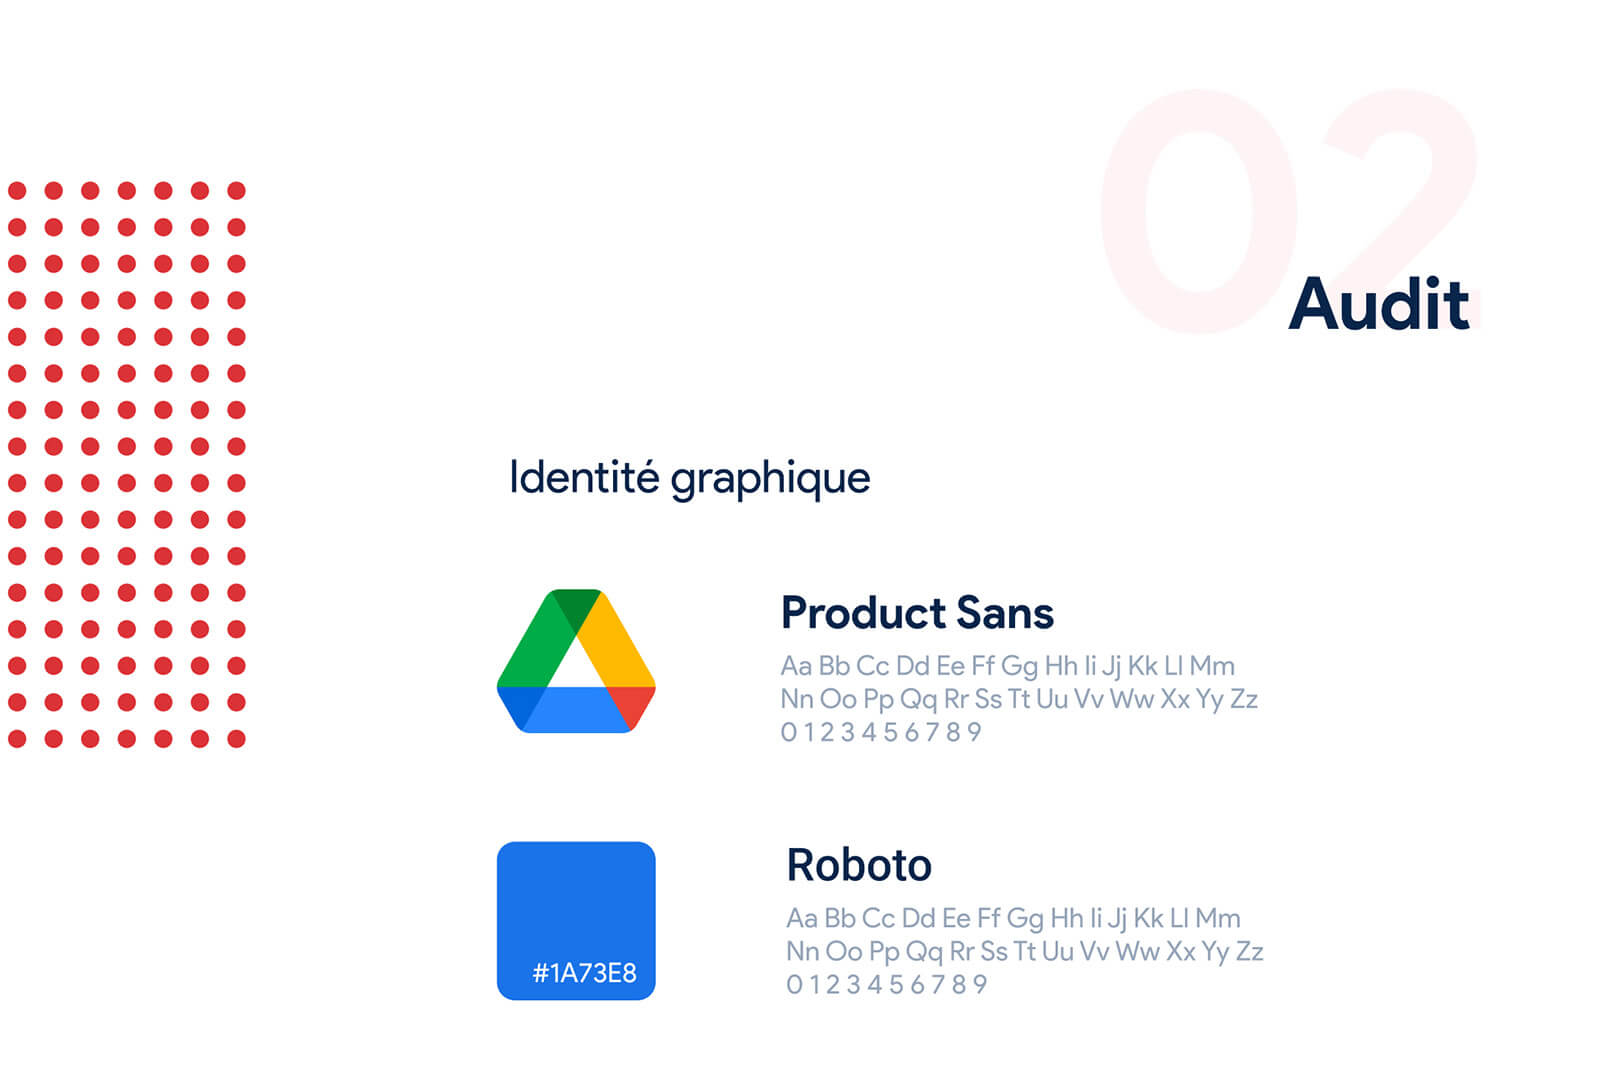 02
Audit
Identité graphique
Product Sans
Aa Bb Cc Dd Ee Ff Gg Hh Ii Jj Kk Ll Mm
Nn Oo Pp Qq Rr Ss Tt Uu Vv Ww Xx Yy Zz
0 1 2 3 4 5 6 7 8 9
Roboto
Aa Bb Cc Dd Ee Ff Gg Hh Ii Jj Kk Ll Mm
Nn Oo Pp Qq Rr Ss Tt Uu Vv Ww Xx Yy Zz
0 1 2 3 4 5 6 7 8 9
#1A73E8